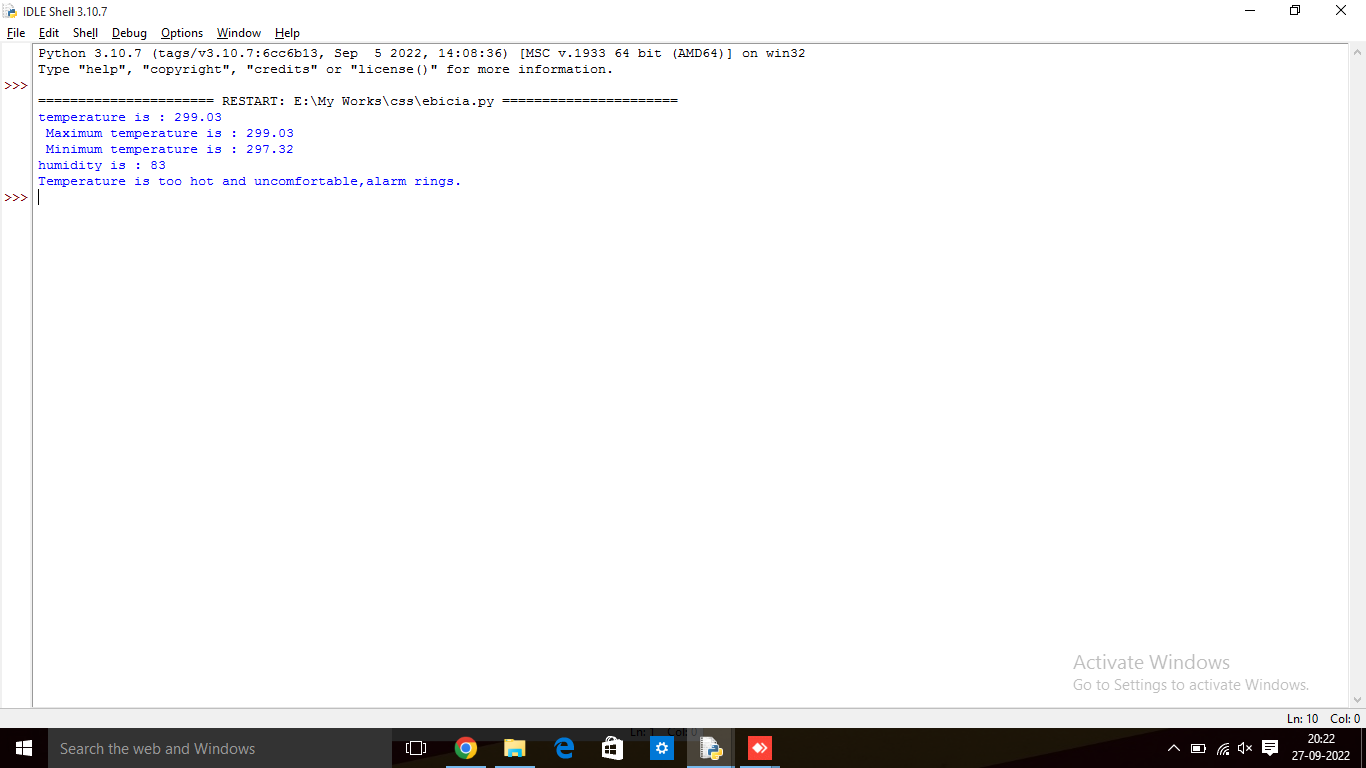 IDLE Shell 3.10.7
File Edit Shell Debug Options Window Help
Python 3.10.7 (tags/v3.10.7:6cc6b13, Sep  5 2022, 14:08:36) [MSC v.1933 64 bit (AMD64)] on win32
Type "help", "copyright", "credits" or "license()" for more information.
>>>
====================== RESTART: E:\My Works\css\ebicia.py ======================
temperature is : 299.03
 Maximum temperature is : 299.03
 Minimum temperature is : 297.32
humidity is : 83
Temperature is too hot and uncomfortable,alarm rings.
>>>
Activate Windows
Go to Settings to activate Windows.
Ln: 10 Col: 0
Ln: 1 Col: 0
Search the web and Windows
20:22
27-09-2022